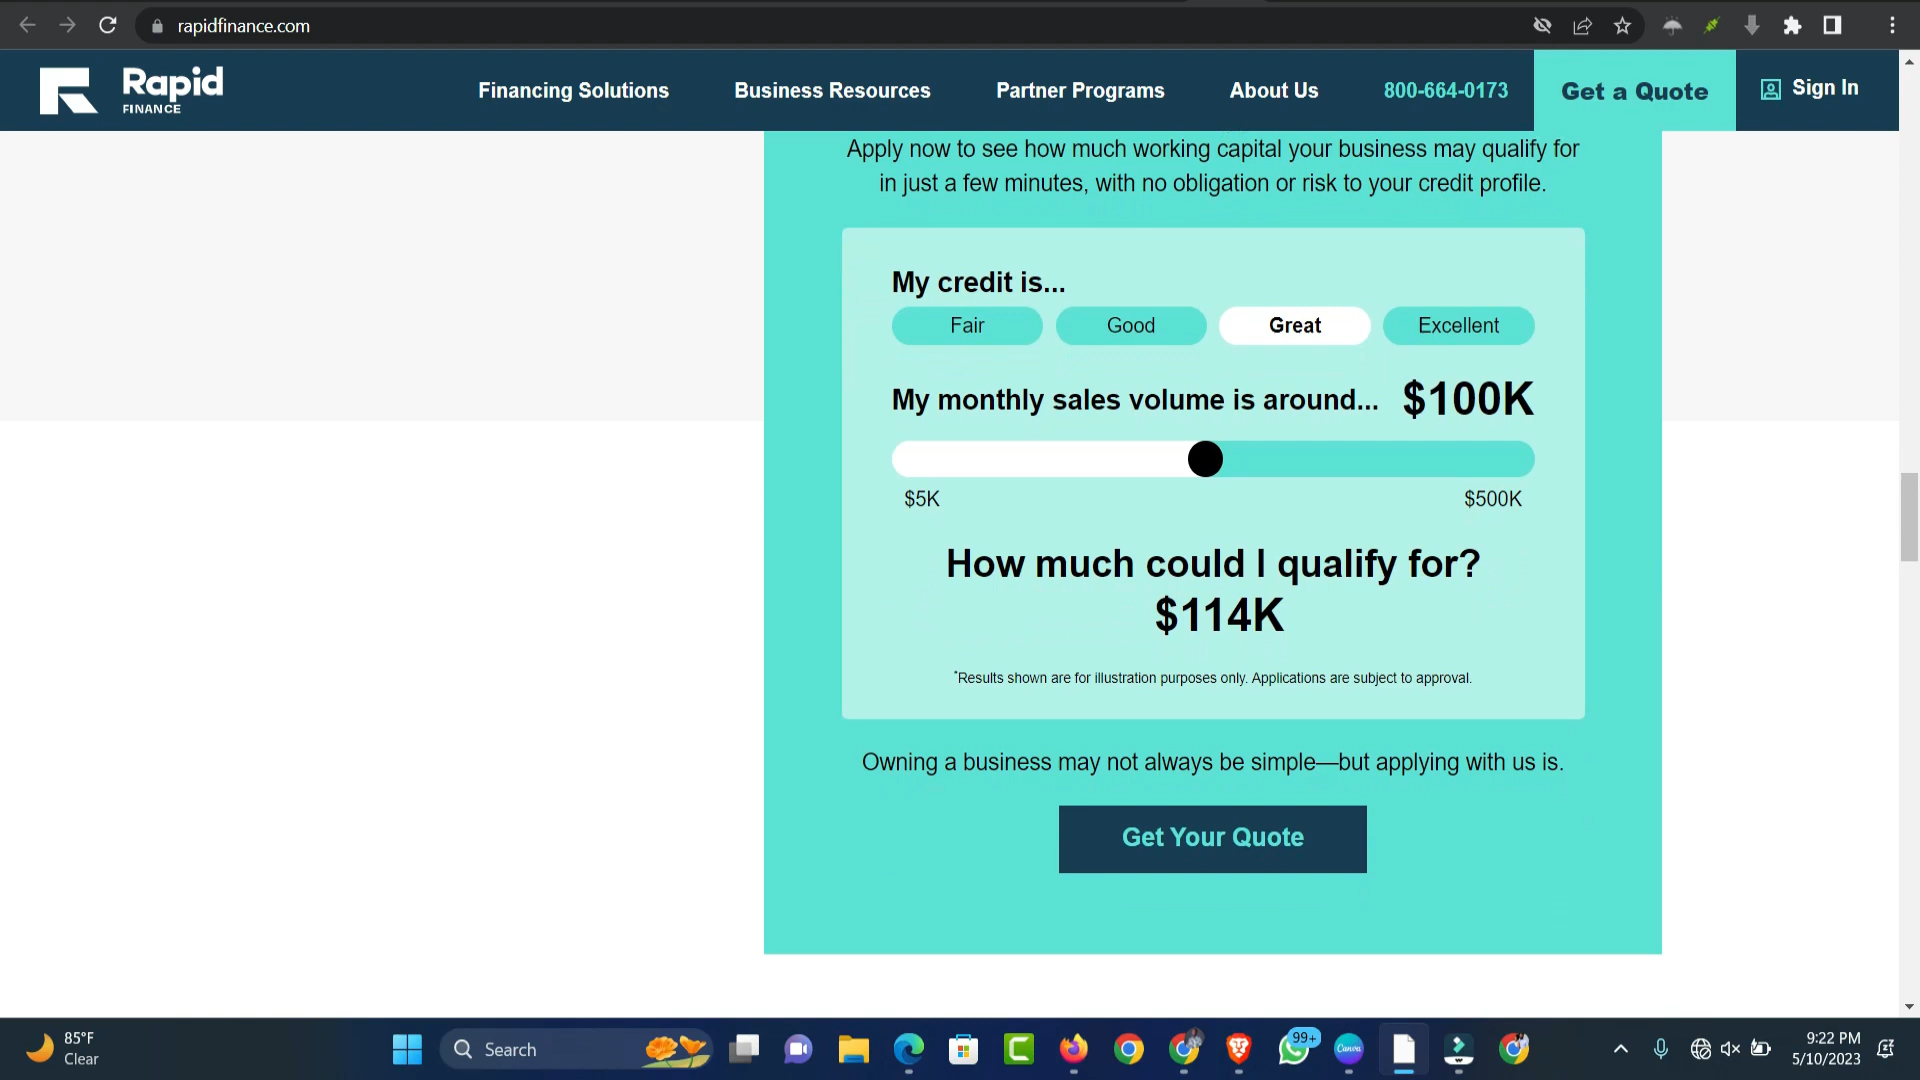 rapidfinance.com
Rapid
FINANCE
Financing Solutions
Business Resources
Partner Programs
About Us
800-664-0173
Get a Quote
Sign In
Apply now to see how much working capital your business may qualify for
in just a few minutes, with no obligation or risk to your credit profile.
My credit is...
Fair
Good
Great
Excellent
My monthly sales volume is around... $100K
$5K
$500K
How much could I qualify for?
$114K
*Results shown are for illustration purposes only. Applications are subject to approval.
Owning a business may not always be simple—but applying with us is.
Get Your Quote
85°F
Clear
Search
99+
Canva
9:22 PM
5/10/2023